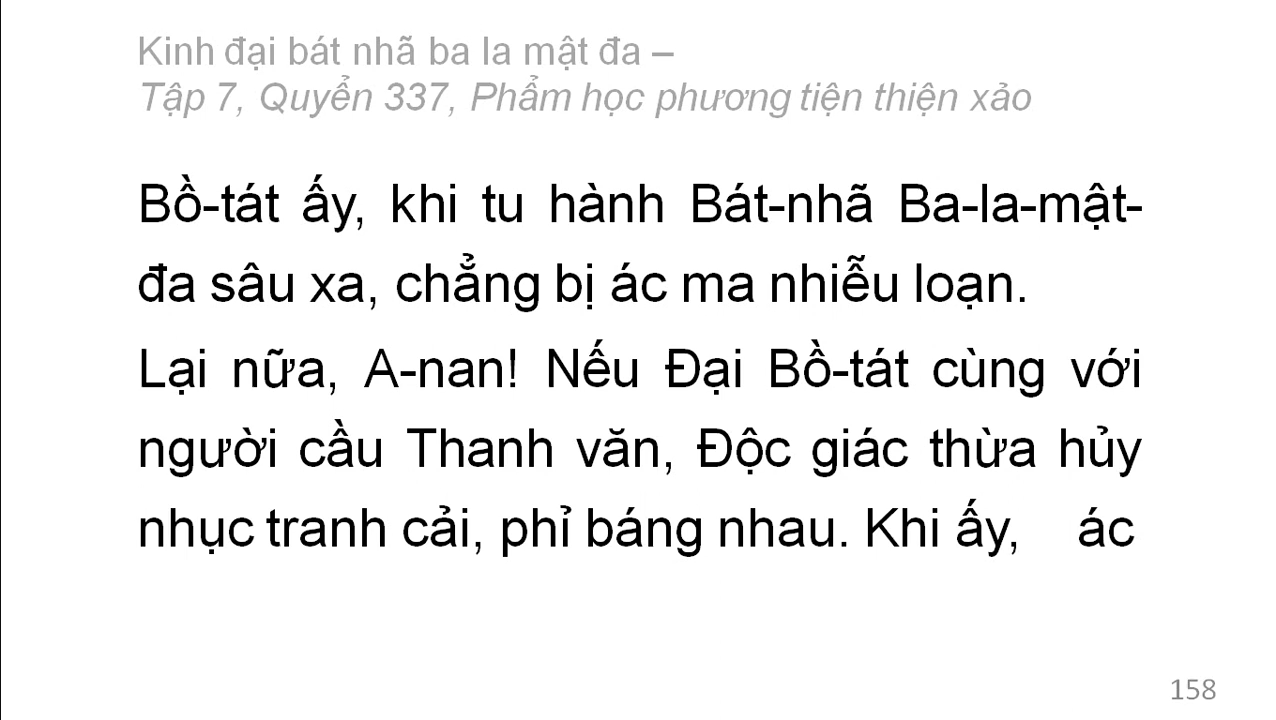 Kinh đại bát nhã ba la mật đa –
Tập 7, Quyển 337, Phẩm học phương tiện thiện xảo
Bồ-tát ấy, khi tu hành Bát-nhã Ba-la-mật-
đa sâu xa, chẳng bị ác ma nhiễu loạn.
Lại nữa, A-nan! Nếu Đại Bồ-tát cùng với
người cầu Thanh văn, Độc giác thừa hủy
nhục tranh cải, phỉ báng nhau. Khi ấy, ác
158